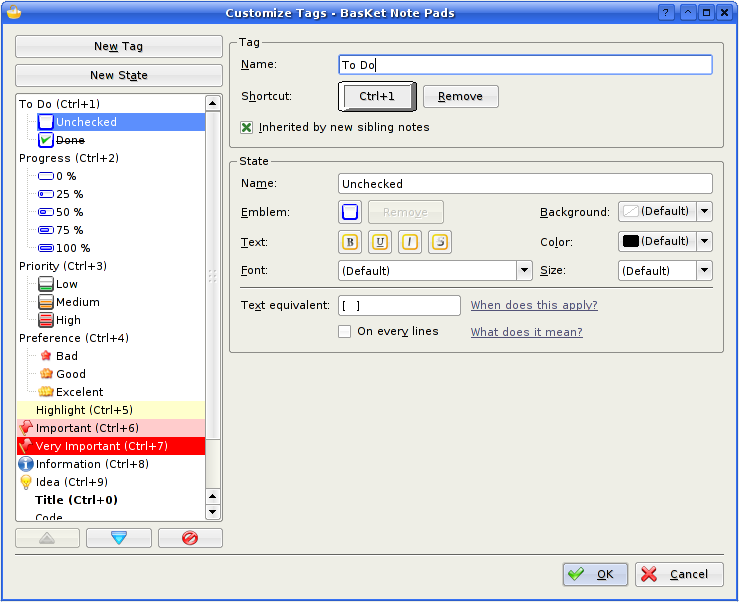 Customize Tags - BasKet Note Pads
New Tag
New State
To Do (Ctrl+1)
Unchecked
Done
Progress (Ctrl+2)
0 %
25 %
50 %
75 %
100 %
Priority (Ctrl+3)
Low
Medium
High
Preference (Ctrl+4)
Bad
Good
Excelent
Highlight (Ctrl+5)
Important (Ctrl+6)
Very Important (Ctrl+7)
Information (Ctrl+8)
Idea (Ctrl+9)
Title (Ctrl+0)
Code
Tag
Name: To Do
Shortcut: Ctrl+1 Remove
Inherited by new sibling notes
State
Name: Unchecked
Emblem: Remove Background: (Default)
Text: B U I S Color: (Default)
Font: (Default) Size: (Default)
Text equivalent: [ ] When does this apply?
On every lines What does it mean?
OK Cancel